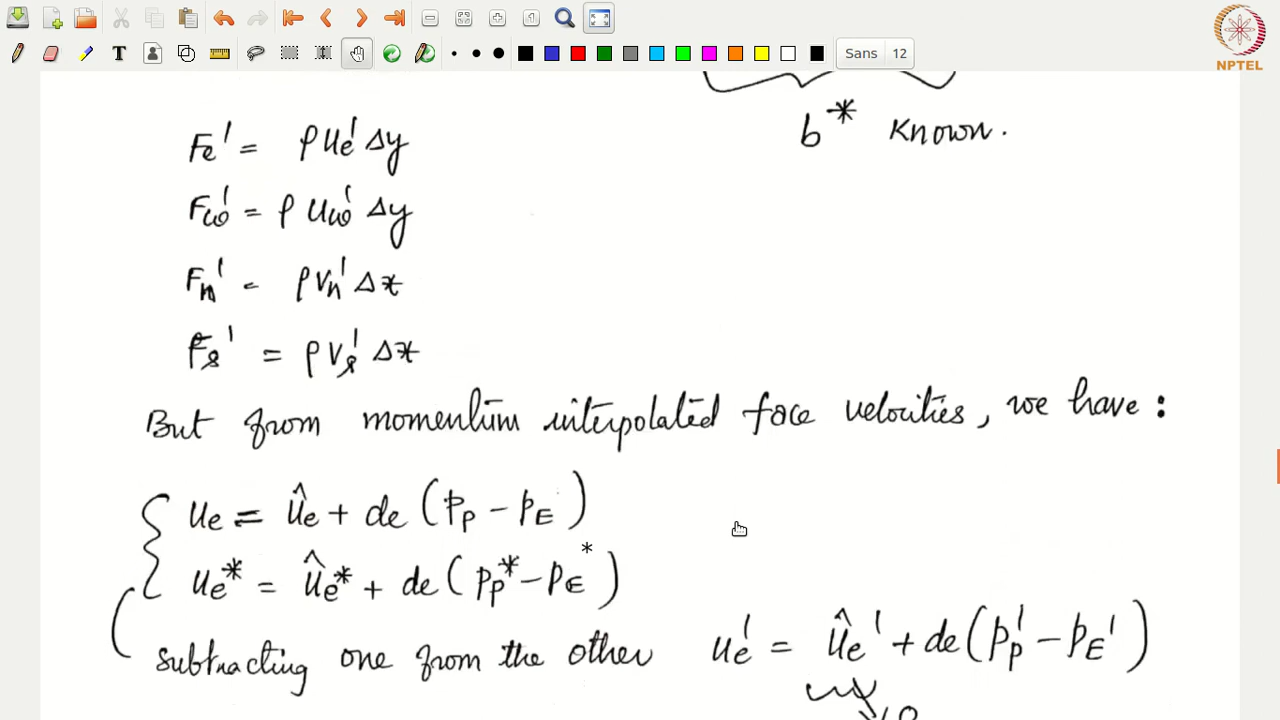 Sans 12
NPTEL
b* known.
Fe' = ρ ue' Δy
Fw' = ρ uw' Δy
Fn' = ρ vn' Δx
Fs' = ρ vs' Δx
But from momentum interpolated face velocities, we have :
ue = ûe + de (pP - pE)
ue* = ûe* + de (pP* - pE*)
subtracting one from the other ue' = ûe' + de (pP' - pE')